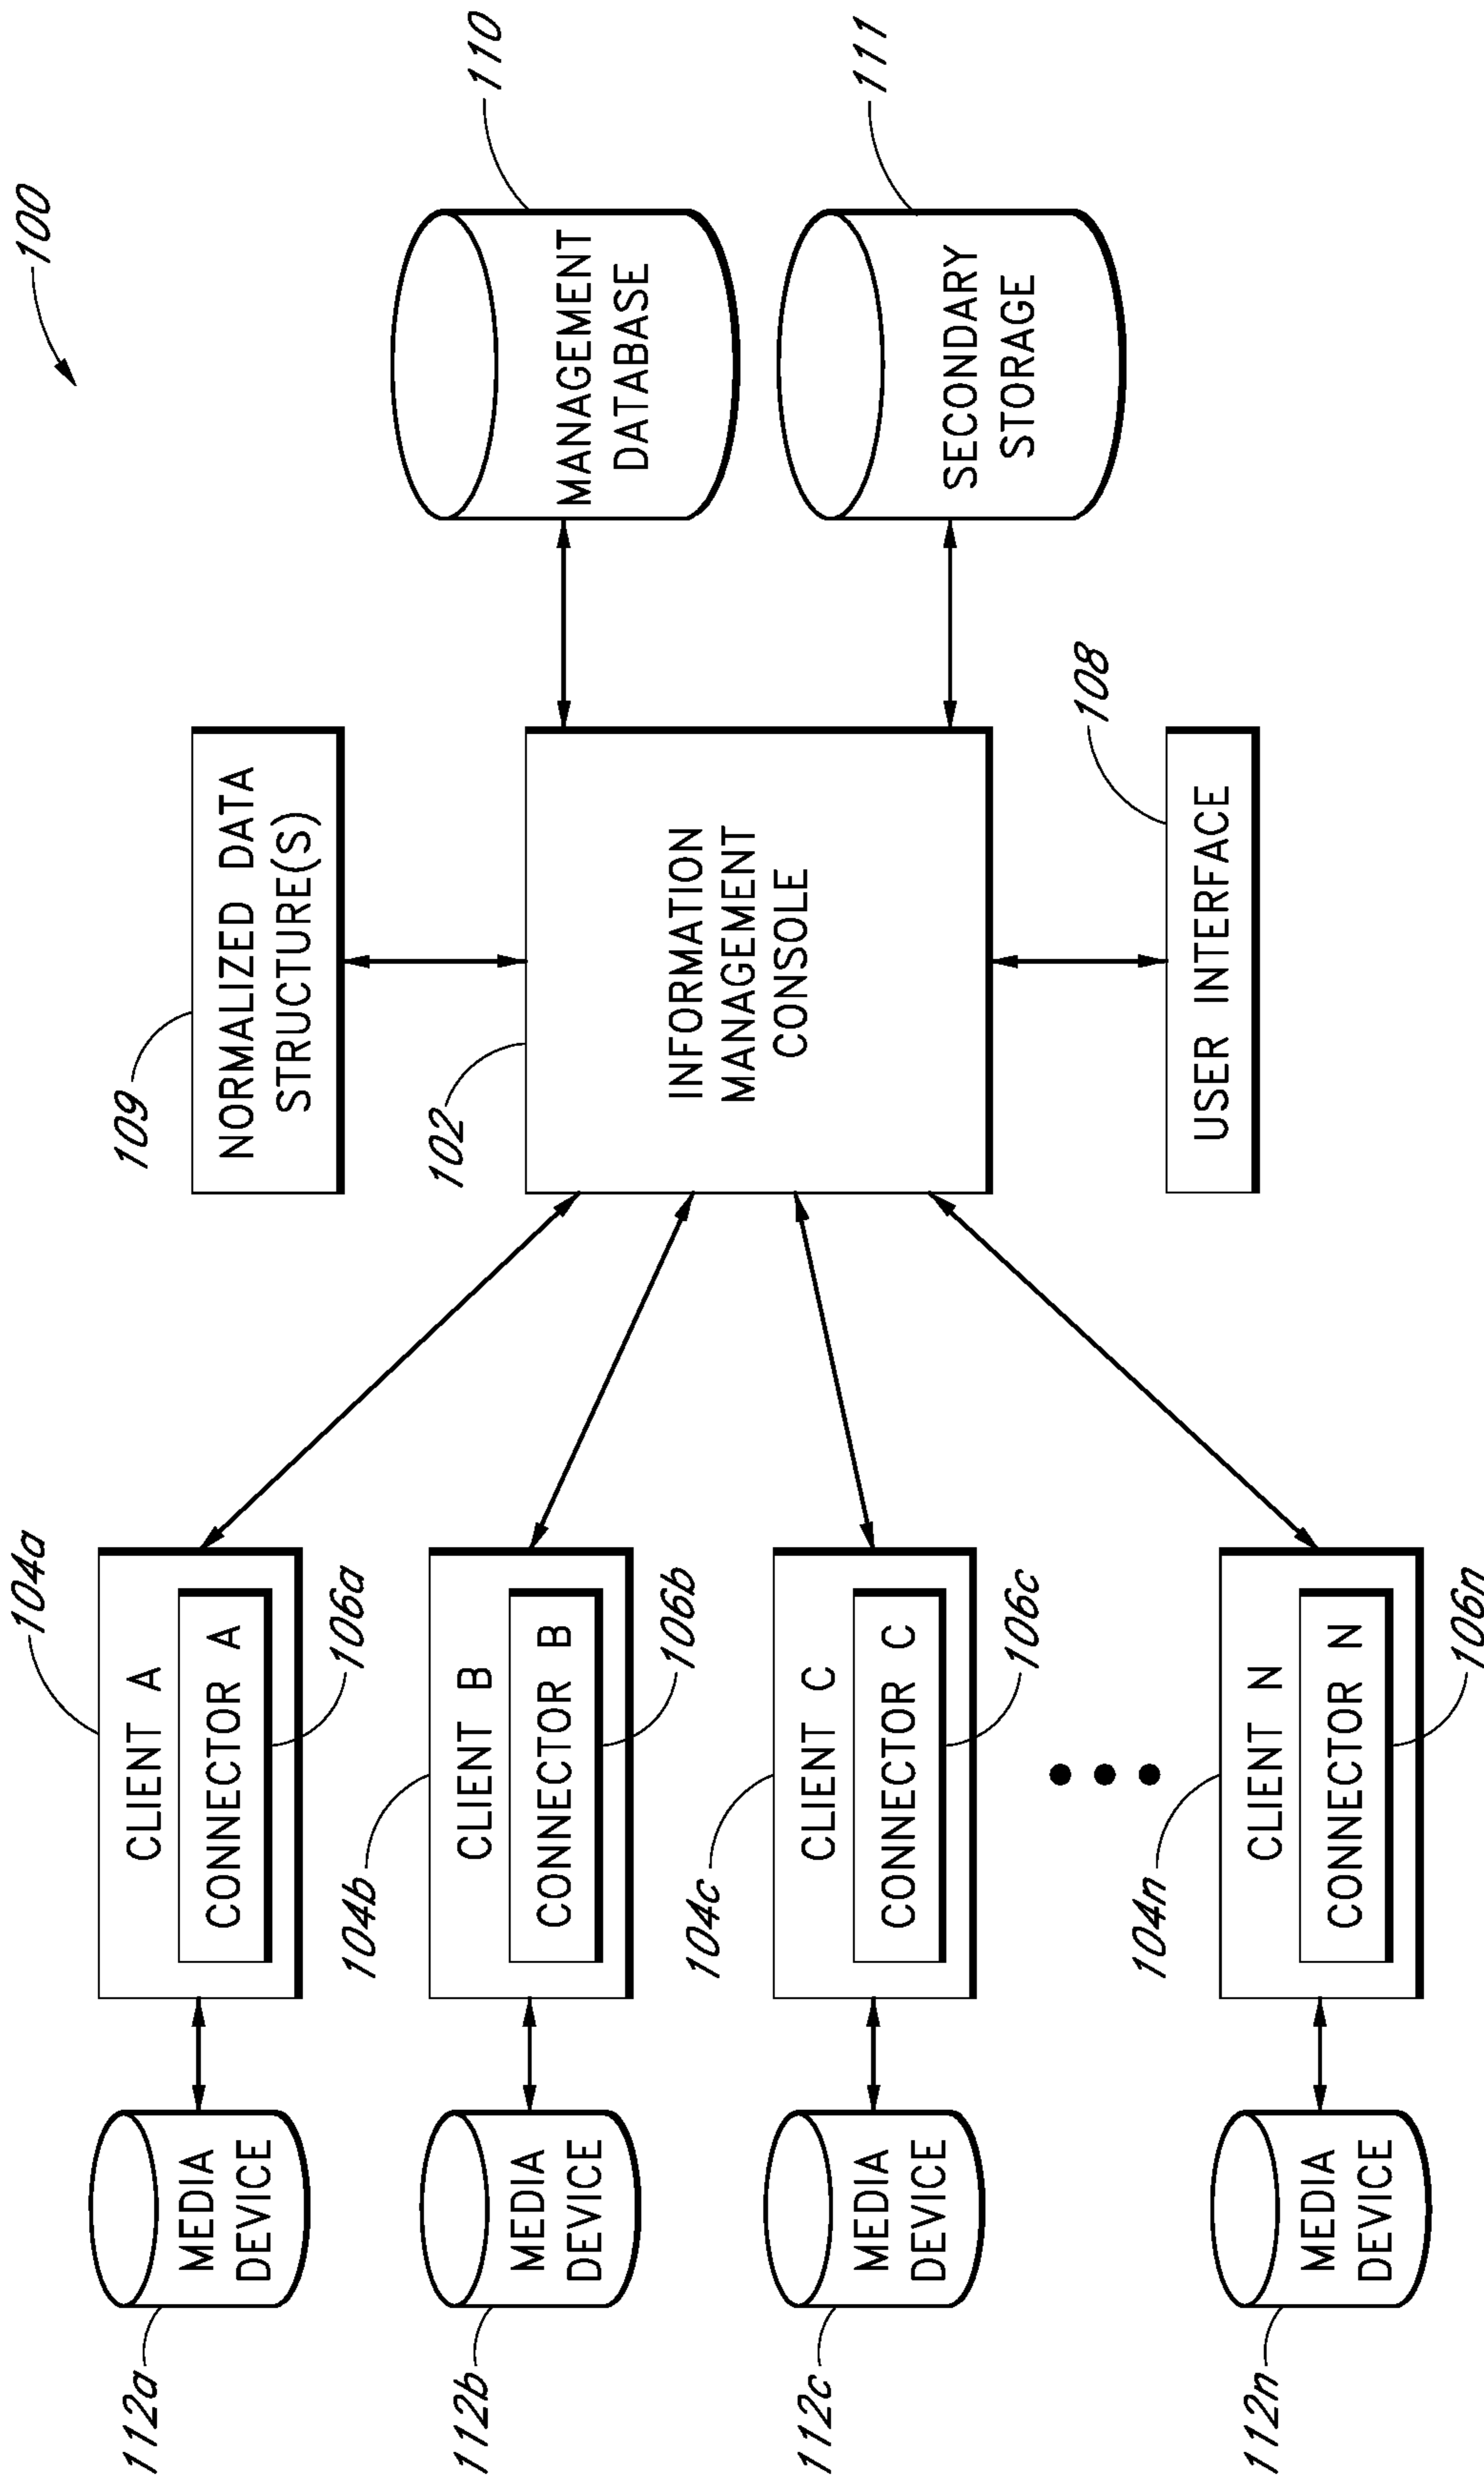 100
109
NORMALIZED DATA
STRUCTURE(S)
110
MANAGEMENT
DATABASE
111
SECONDARY
STORAGE
102
INFORMATION
MANAGEMENT
CONSOLE
108
USER INTERFACE
104a
CLIENT A
CONNECTOR A
106a
112a
MEDIA
DEVICE
104b
CLIENT B
CONNECTOR B
106b
112b
MEDIA
DEVICE
104c
CLIENT C
CONNECTOR C
106c
112c
MEDIA
DEVICE
104n
CLIENT N
CONNECTOR N
106n
112n
MEDIA
DEVICE